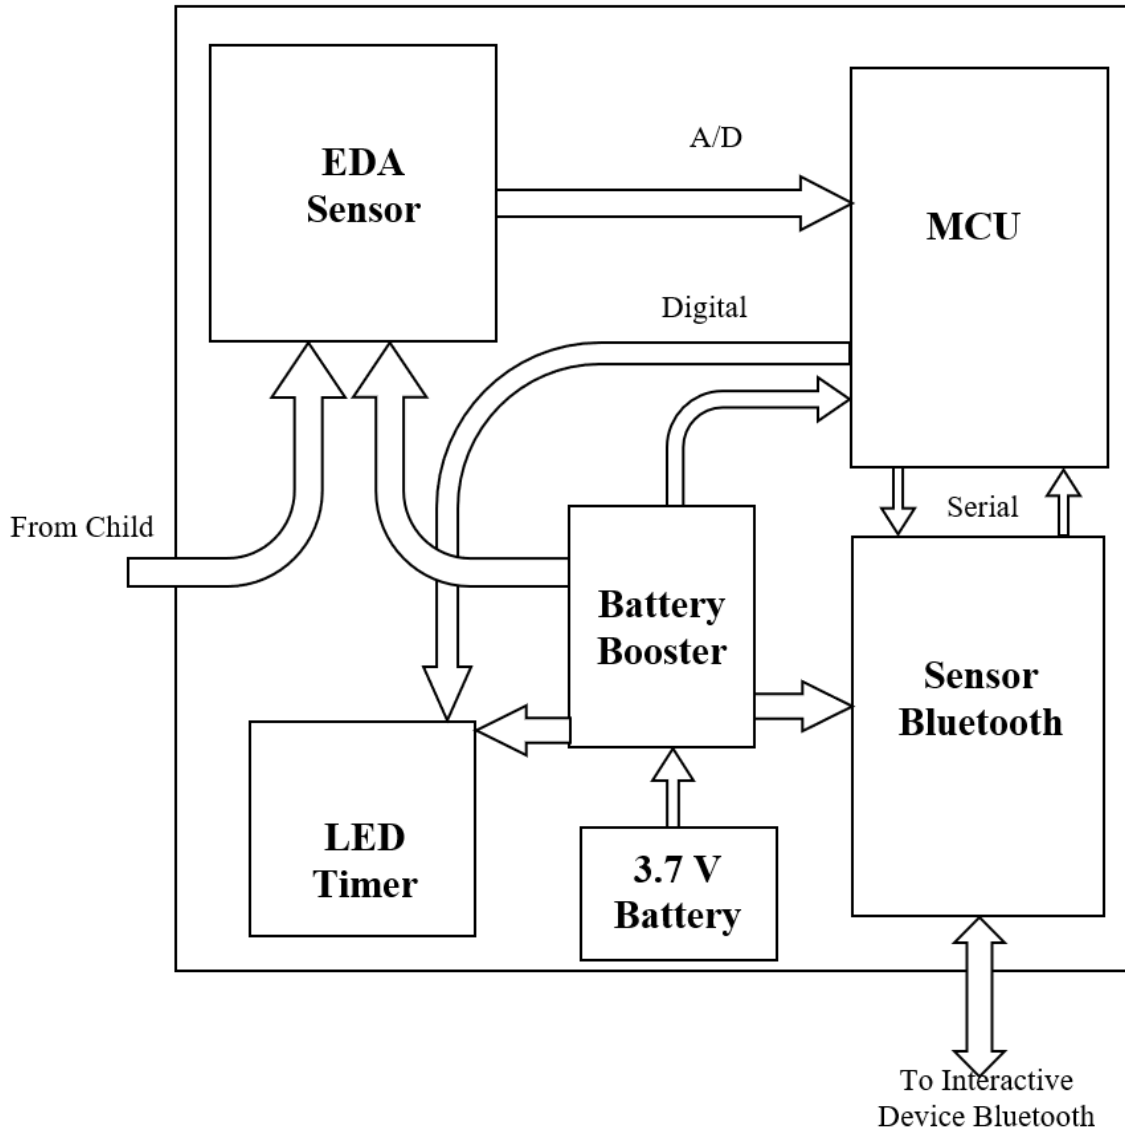 EDA
Sensor
A/D
MCU
Digital
From Child
Serial
Battery
Booster
Sensor
Bluetooth
LED
Timer
3.7 V
Battery
To Interactive
Device Bluetooth